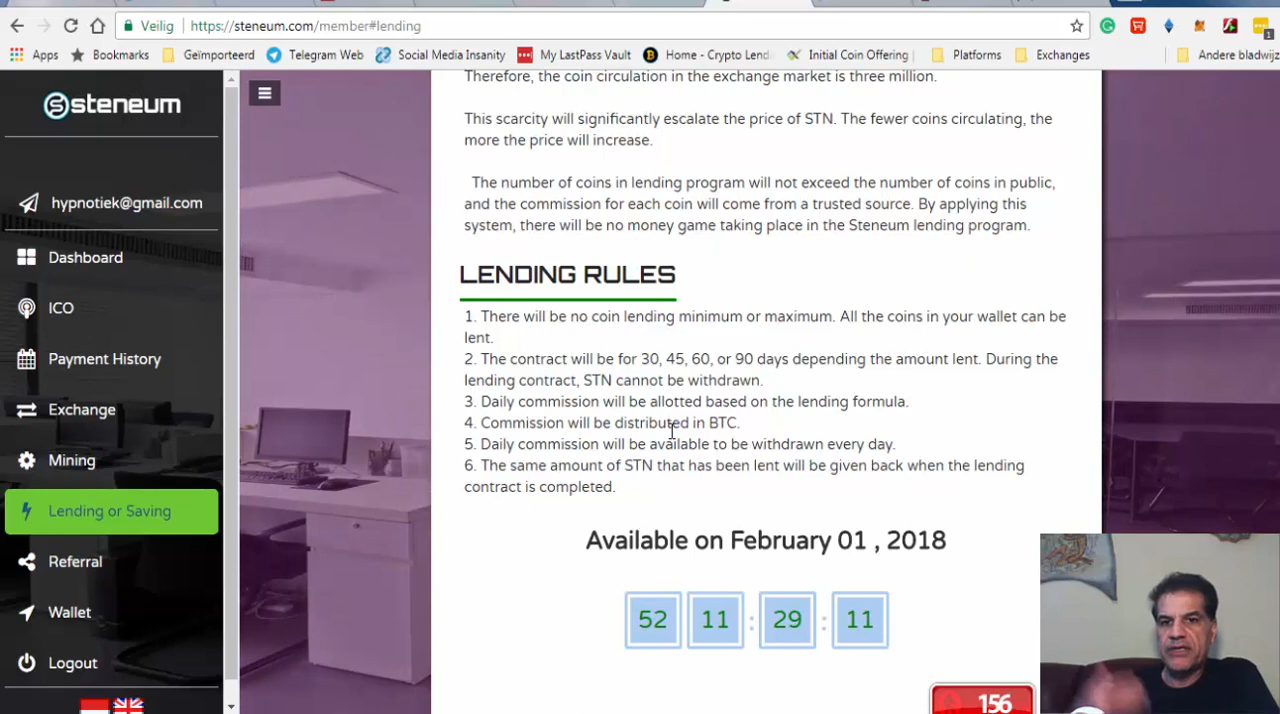 Veilig https://steneum.com/member#lending
1
Apps Bookmarks Geïmporteerd Telegram Web Social Media Insanity My LastPass Vault Home - Crypto Lend Initial Coin Offering | Platforms Exchanges Andere bladwijz
steneum
hypnotiek@gmail.com
Dashboard
ICO
Payment History
Exchange
Mining
Lending or Saving
Referral
Wallet
Logout
Therefore, the coin circulation in the exchange market is three million.
This scarcity will significantly escalate the price of STN. The fewer coins circulating, the
more the price will increase.
The number of coins in lending program will not exceed the number of coins in public,
and the commission for each coin will come from a trusted source. By applying this
system, there will be no money game taking place in the Steneum lending program.
LENDING RULES
1. There will be no coin lending minimum or maximum. All the coins in your wallet can be
lent.
2. The contract will be for 30, 45, 60, or 90 days depending the amount lent. During the
lending contract, STN cannot be withdrawn.
3. Daily commission will be allotted based on the lending formula.
4. Commission will be distributed in BTC.
5. Daily commission will be available to be withdrawn every day.
6. The same amount of STN that has been lent will be given back when the lending
contract is completed.
Available on February 01 , 2018
52 11 : 29 : 11
156